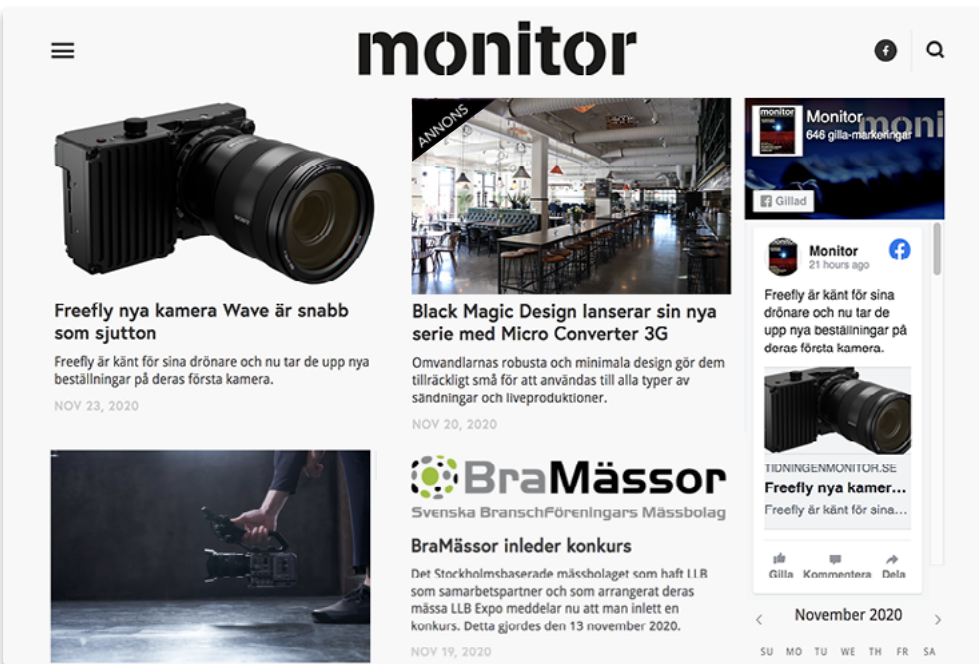 monitor
Freefly nya kamera Wave är snabb
som sjutton
Freefly är känt för sina drönare och nu tar de upp nya
beställningar på deras första kamera.
NOV 23, 2020
ANNONS
Black Magic Design lanserar sin nya
serie med Micro Converter 3G
Omvandlarnas robusta och minimala design gör dem
tillräckligt små för att användas till alla typer av
sändningar och liveproduktioner.
NOV 20, 2020
BraMässor
Svenska BranschFöreningars Mässbolag
BraMässor inleder konkurs
Det Stockholmsbaserade mässbolaget som haft LLB
som samarbetspartner och som arrangerat deras
mässa LLB Expo meddelar nu att man inlett en
konkurs. Detta gjordes den 13 november 2020.
NOV 19, 2020
monitor
Monitor
646 gilla-markeringar
moni
Gillad
Monitor
21 hours ago
Freefly är känt för sina
drönare och nu tar de
upp nya beställningar på
deras första kamera.
TIDNINGENMONITOR.SE
Freefly nya kamer...
Freefly är känt för sina...
Gilla Kommentera Dela
November 2020
SU MO TU WE TH FR SA